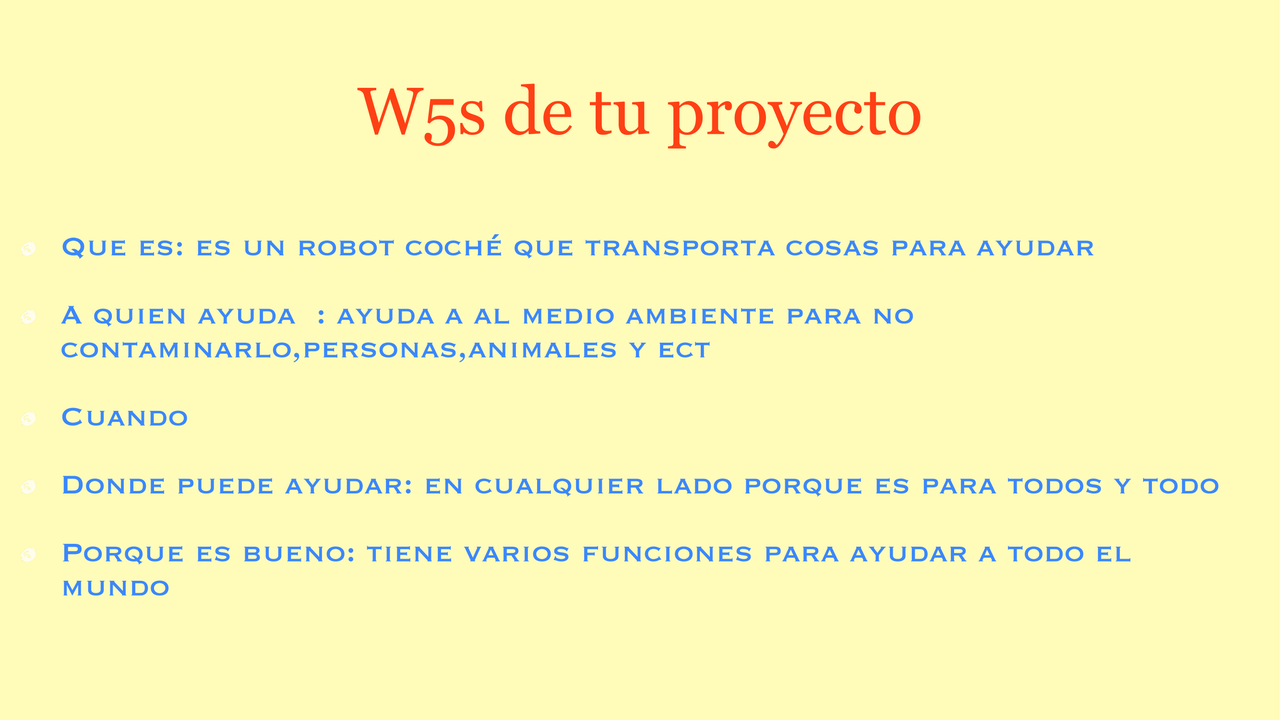 W5s de tu proyecto
Que es: es un robot coché que transporta cosas para ayudar
A quien ayuda  : ayuda a al medio ambiente para no
contaminarlo,personas,animales y ect
Cuando
Donde puede ayudar: en cualquier lado porque es para todos y todo
Porque es bueno: tiene varios funciones para ayudar a todo el
mundo